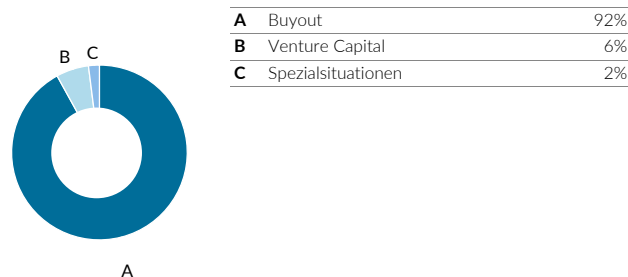 A Buyout 92%
B Venture Capital 6%
C Spezialsituationen 2%
B C
A